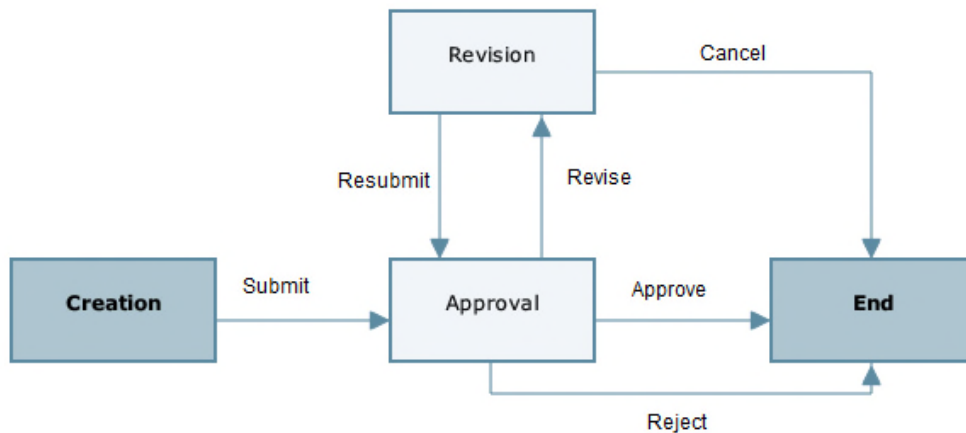 Revision
Cancel
Resubmit
Revise
Creation
Submit
Approval
Approve
End
Reject